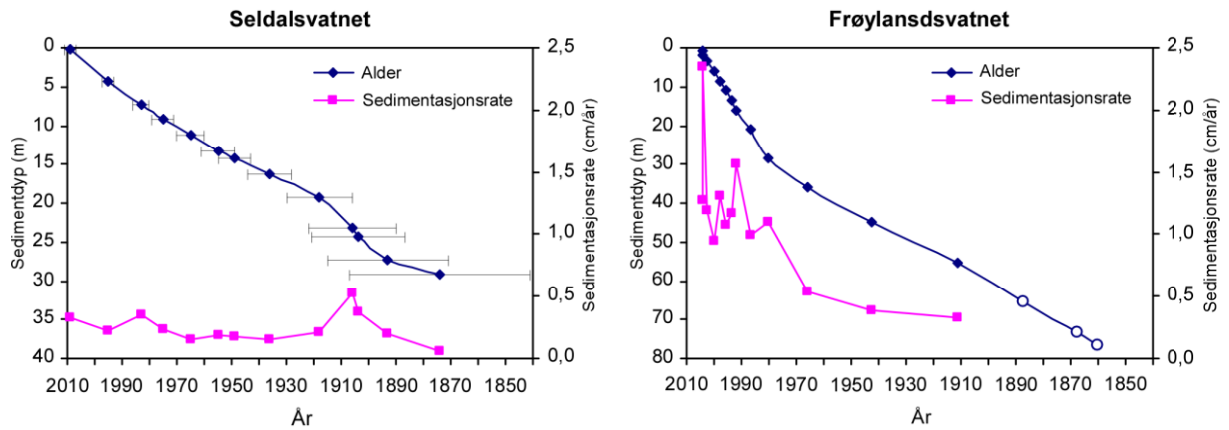 Seldalsvatnet
0
5
10
15
20
25
30
35
40
Sedimentdyp (m)
2,5
2,0
1,5
1,0
0,5
0,0
Sedimentasjonsrate (cm/år)
Alder
Sedimentasjonsrate
2010 1990 1970 1950 1930 1910 1890 1870 1850
År
Frøylansdsvatnet
0
10
20
30
40
50
60
70
80
Sedimentdyp (m)
2,5
2,0
1,5
1,0
0,5
0,0
Sedimentasjonsrate (cm/år)
Alder
Sedimentasjonsrate
2010 1990 1970 1950 1930 1910 1890 1870 1850
År